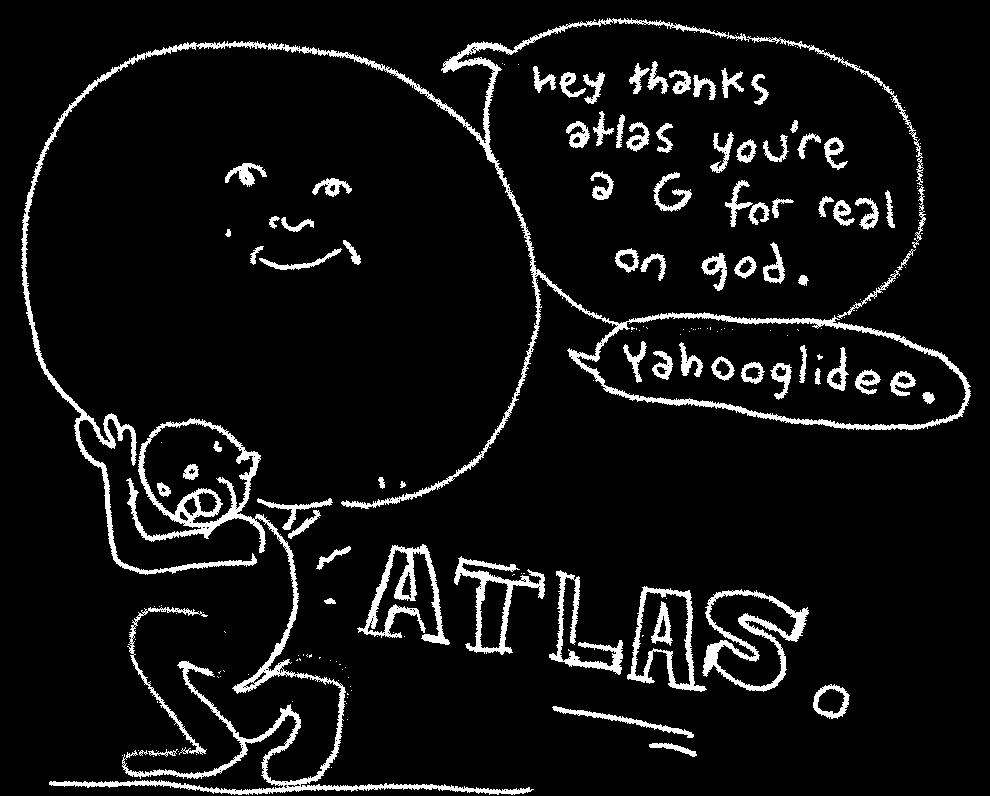 hey thanks
atlas you're
a G for real
on god.
Yahooglidee.
ATLAS.